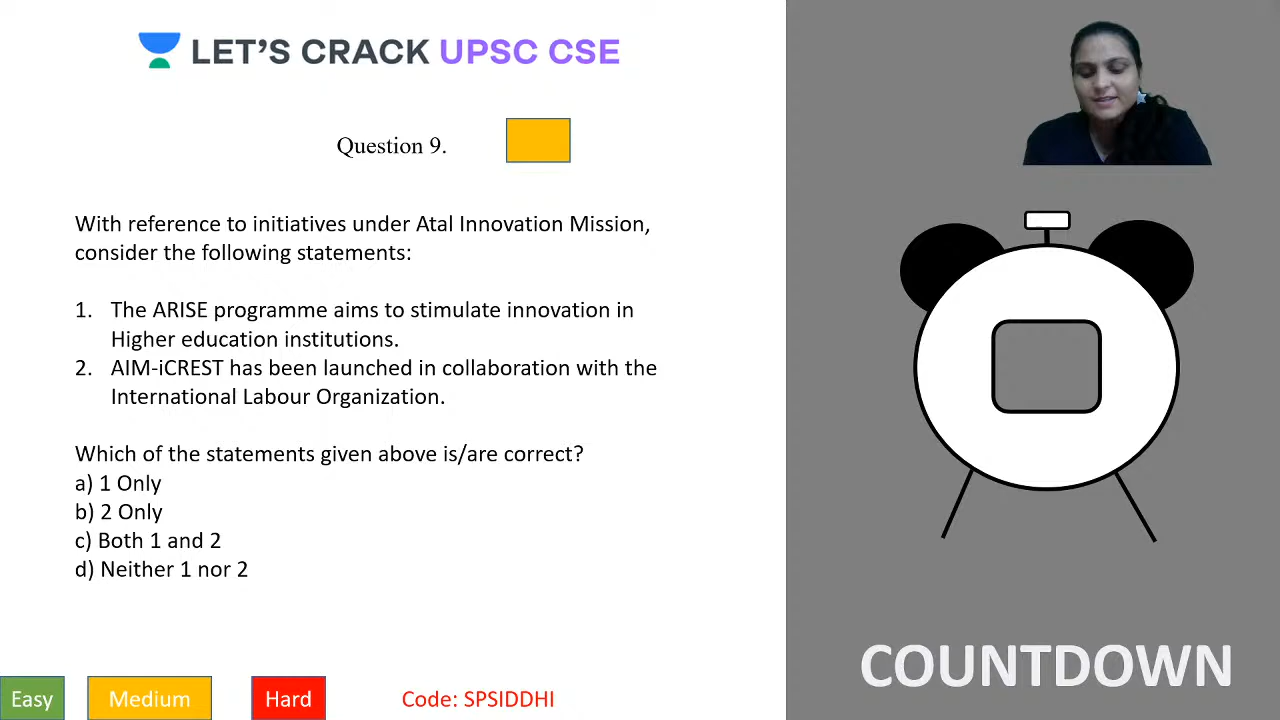 LET'S CRACK UPSC CSE
Question 9.
With reference to initiatives under Atal Innovation Mission,
consider the following statements:
1. The ARISE programme aims to stimulate innovation in
Higher education institutions.
2. AIM-iCREST has been launched in collaboration with the
International Labour Organization.
Which of the statements given above is/are correct?
a) 1 Only
b) 2 Only
c) Both 1 and 2
d) Neither 1 nor 2
COUNTDOWN
Easy Medium Hard Code: SPSIDDHI